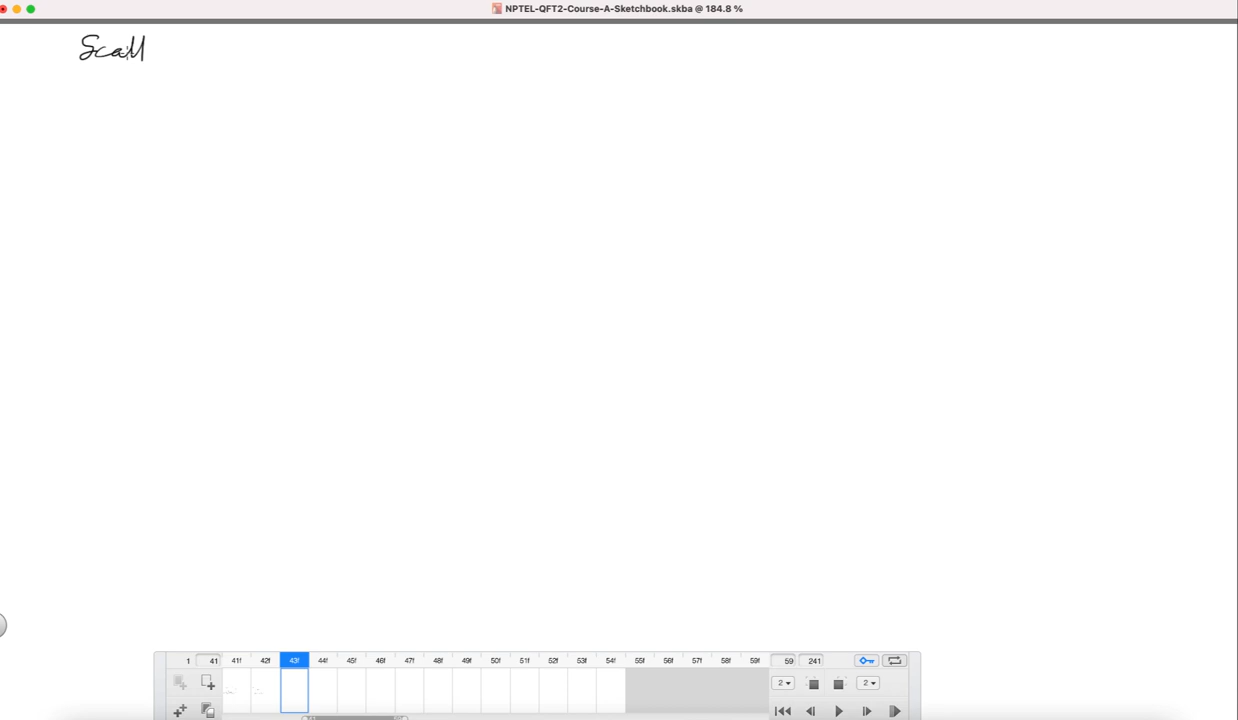 NPTEL-QFT2-Course-A-Sketchbook.skba @ 184.8 %
1 41 41f 42f 43f 44f 45f 46f 47f 48f 49f 50f 51f 52f 53f 54f 55f 56f 57f 58f 59f 59 241
2 2